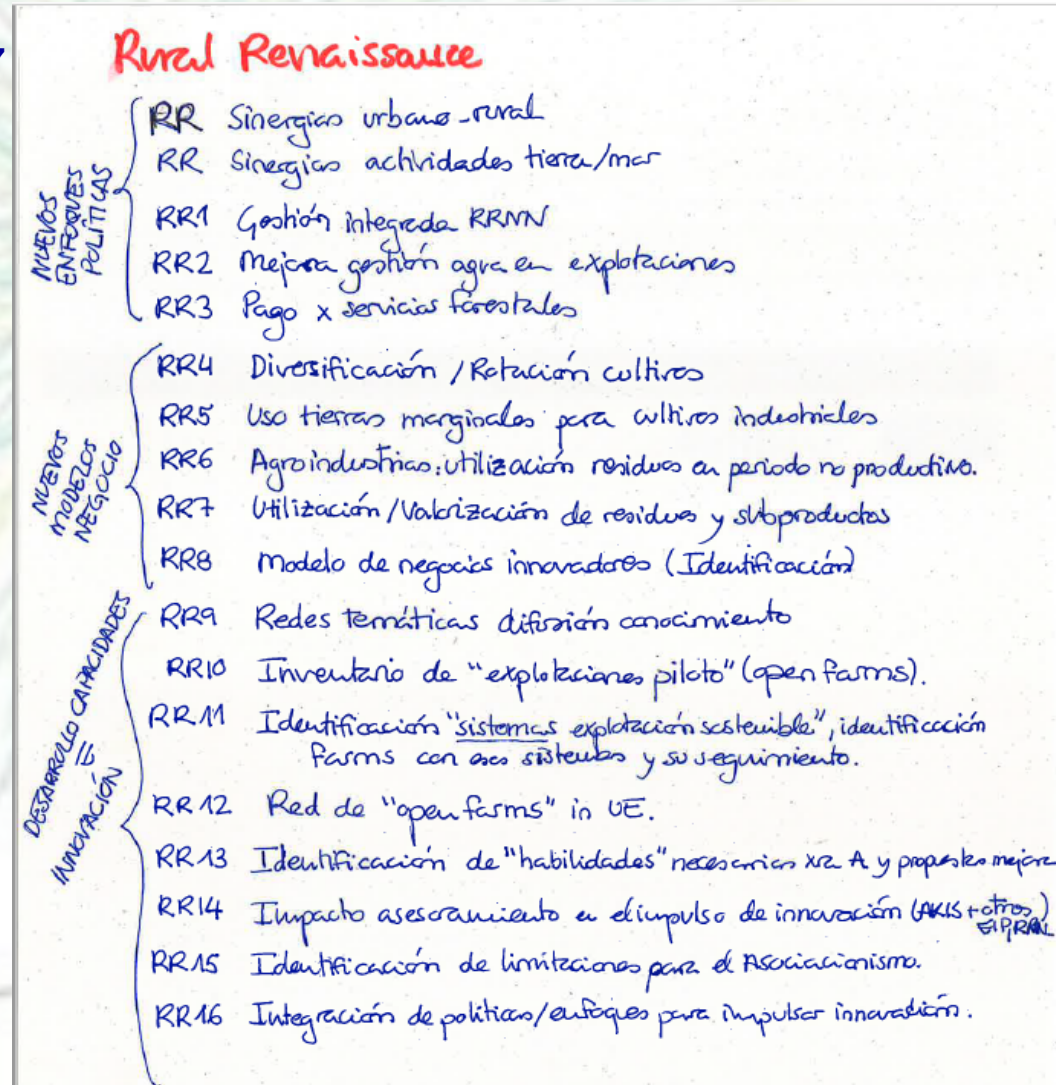 Rural Renaissance
NUEVOS
ENFOQUES
POLÍTICAS
RR Sinergias urbano-rural
RR Sinergias actividades tierra/mar
RR1 Gestión integrada RRNN
RR2 Mejora gestión agua en explotaciones
RR3 Pago x servicios forestales
NUEVOS
MODELOS
NEGOCIO
RR4 Diversificación / Rotación cultivos
RR5 Uso tierras marginales para cultivos industriales
RR6 Agroindustrias: utilización residuos en periodo no productivo.
RR7 Utilización/Valorización de residuos y subproductos
RR8 Modelo de negocios innovadores (Identificación)
DESARROLLO CAPACIDADES
=
INNOVACIÓN
RR9 Redes temáticas difusión conocimiento
RR10 Inventario de "explotaciones piloto" (open farms).
RR11 Identificación "sistemas explotación sostenible", identificación
farms con esos sistemas y su seguimiento.
RR12 Red de "open farms" in UE.
RR13 Identificación de "habilidades" necesarias xra A y propuestas mejora
RR14 Impacto asesoramiento en el impulso de innovación (AKIS + otros)
EIP, RRN
RR15 Identificación de limitaciones para el Asociacionismo.
RR16 Integración de políticas/enfoques para impulsar innovación.